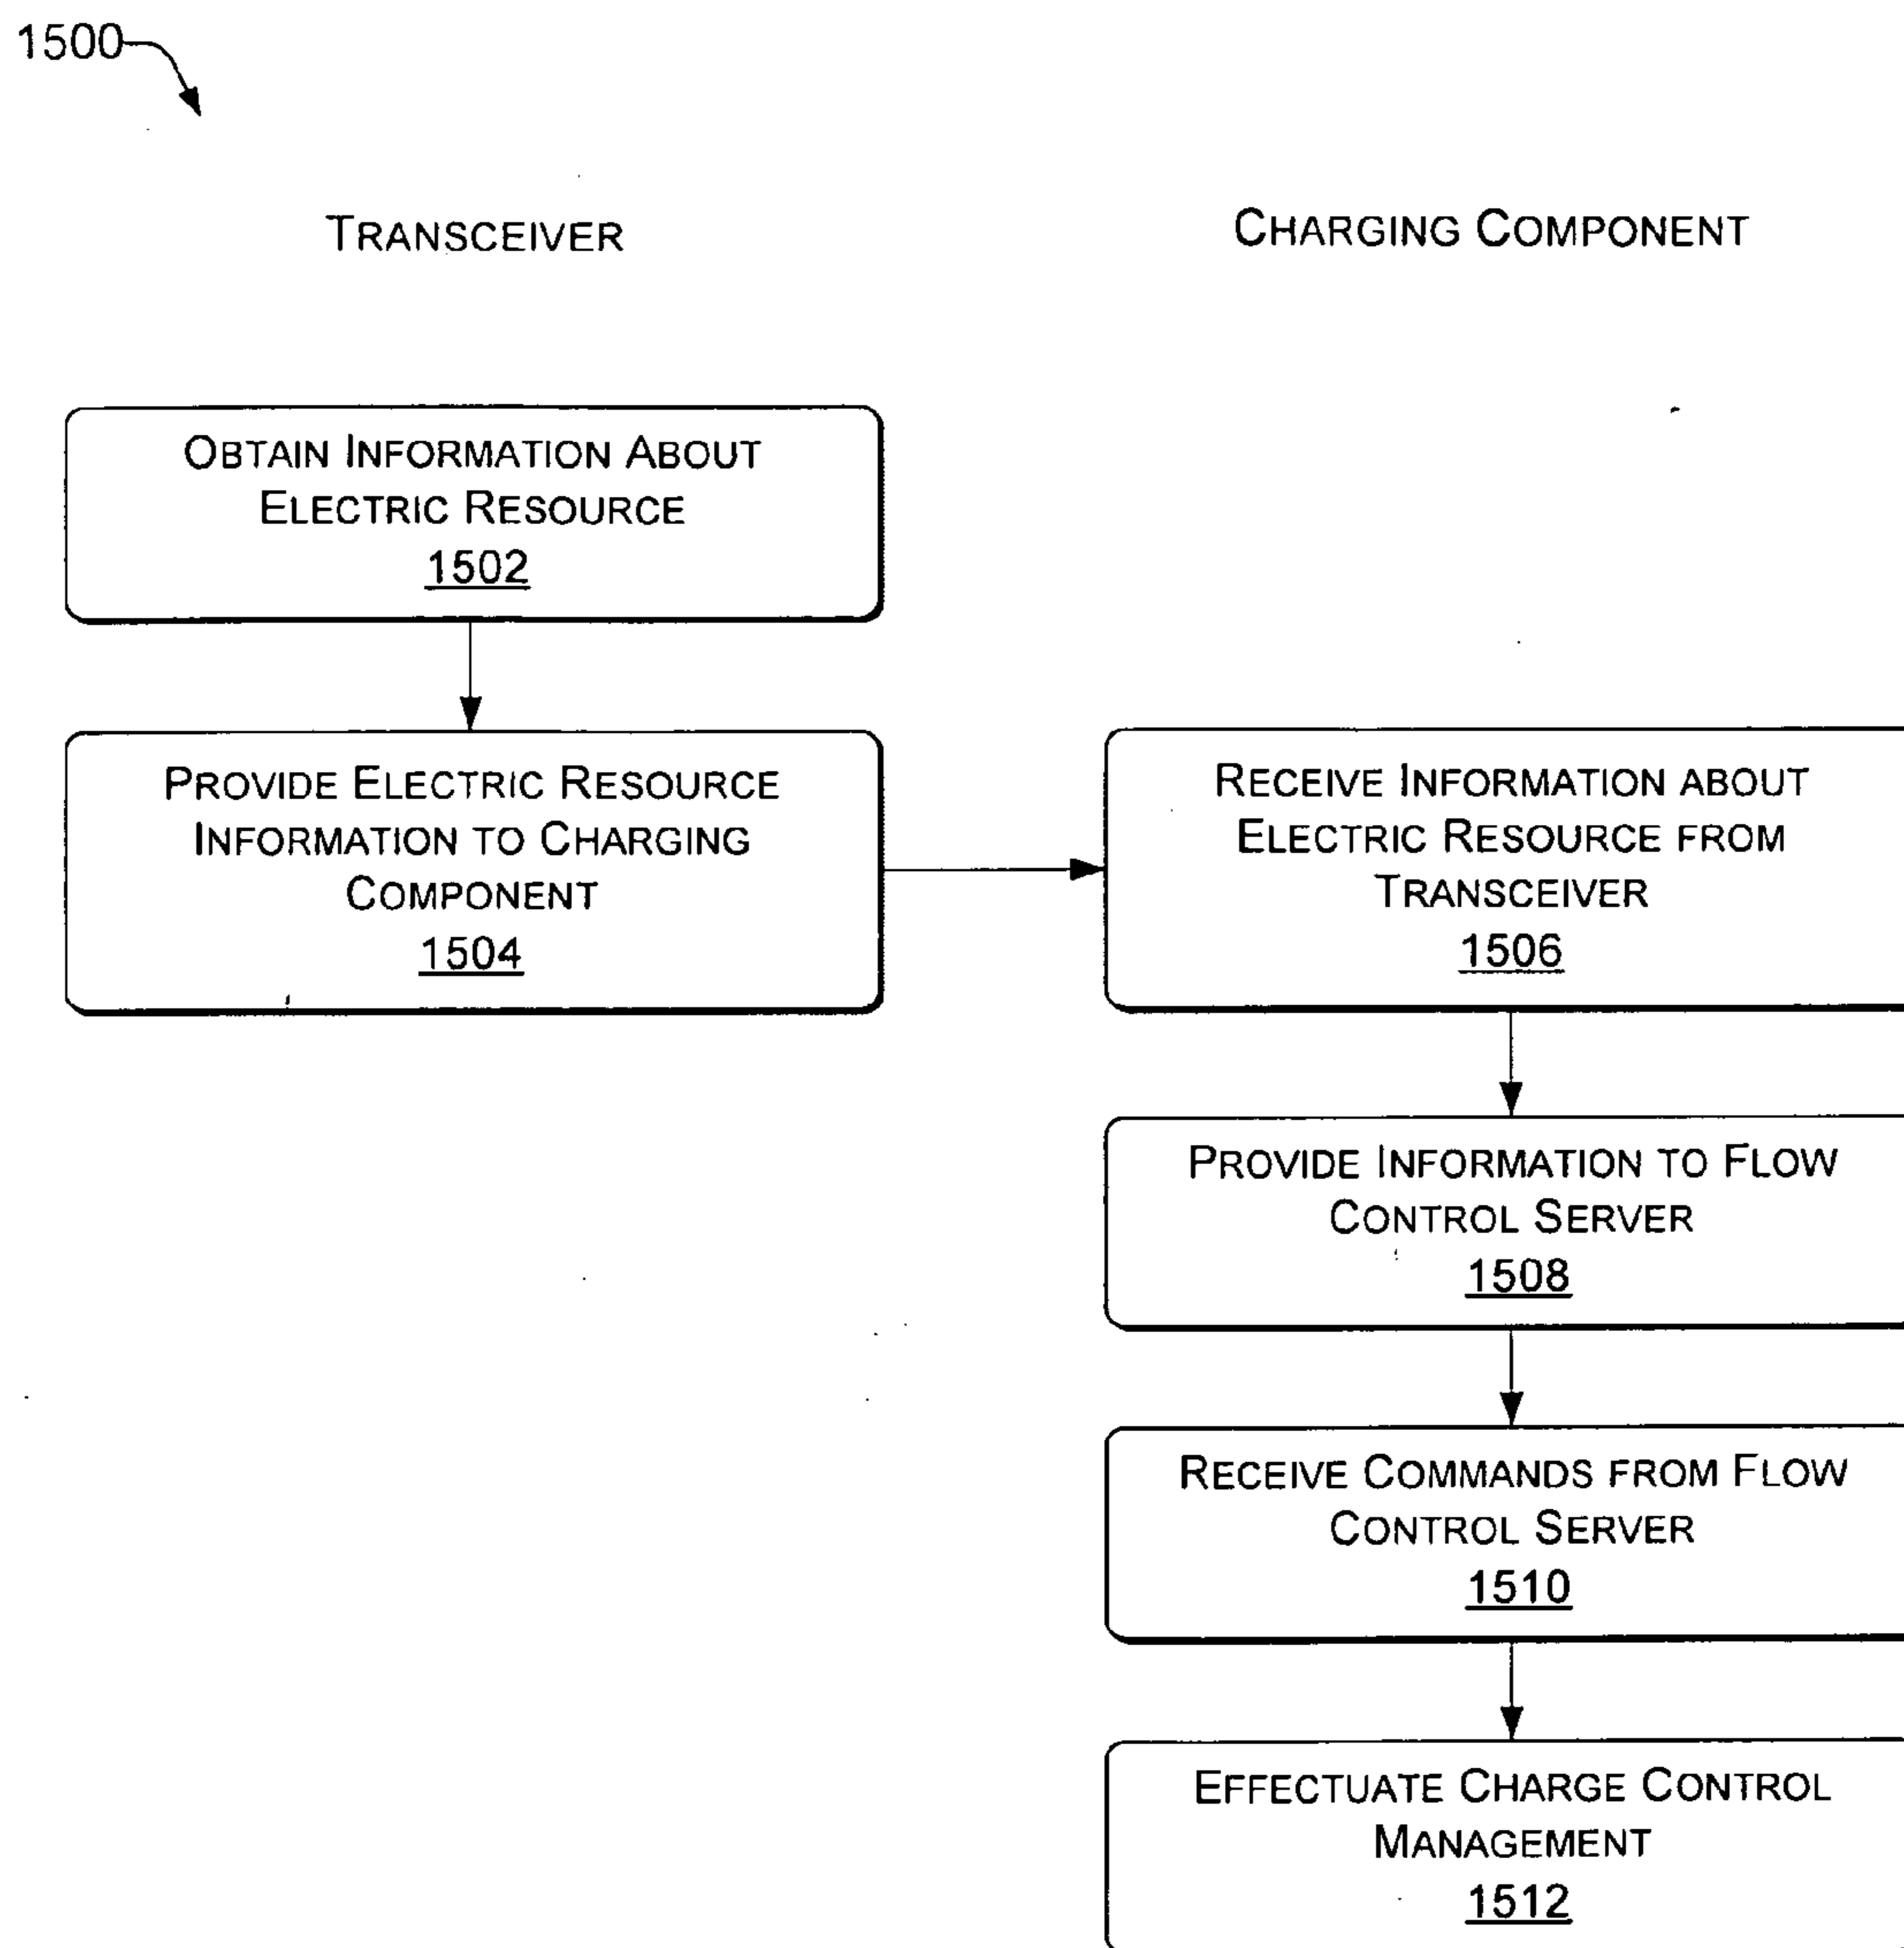 1500
TRANSCEIVER
CHARGING COMPONENT
OBTAIN INFORMATION ABOUT
ELECTRIC RESOURCE
1502
PROVIDE ELECTRIC RESOURCE
INFORMATION TO CHARGING
COMPONENT
1504
RECEIVE INFORMATION ABOUT
ELECTRIC RESOURCE FROM
TRANSCEIVER
1506
PROVIDE INFORMATION TO FLOW
CONTROL SERVER
1508
RECEIVE COMMANDS FROM FLOW
CONTROL SERVER
1510
EFFECTUATE CHARGE CONTROL
MANAGEMENT
1512